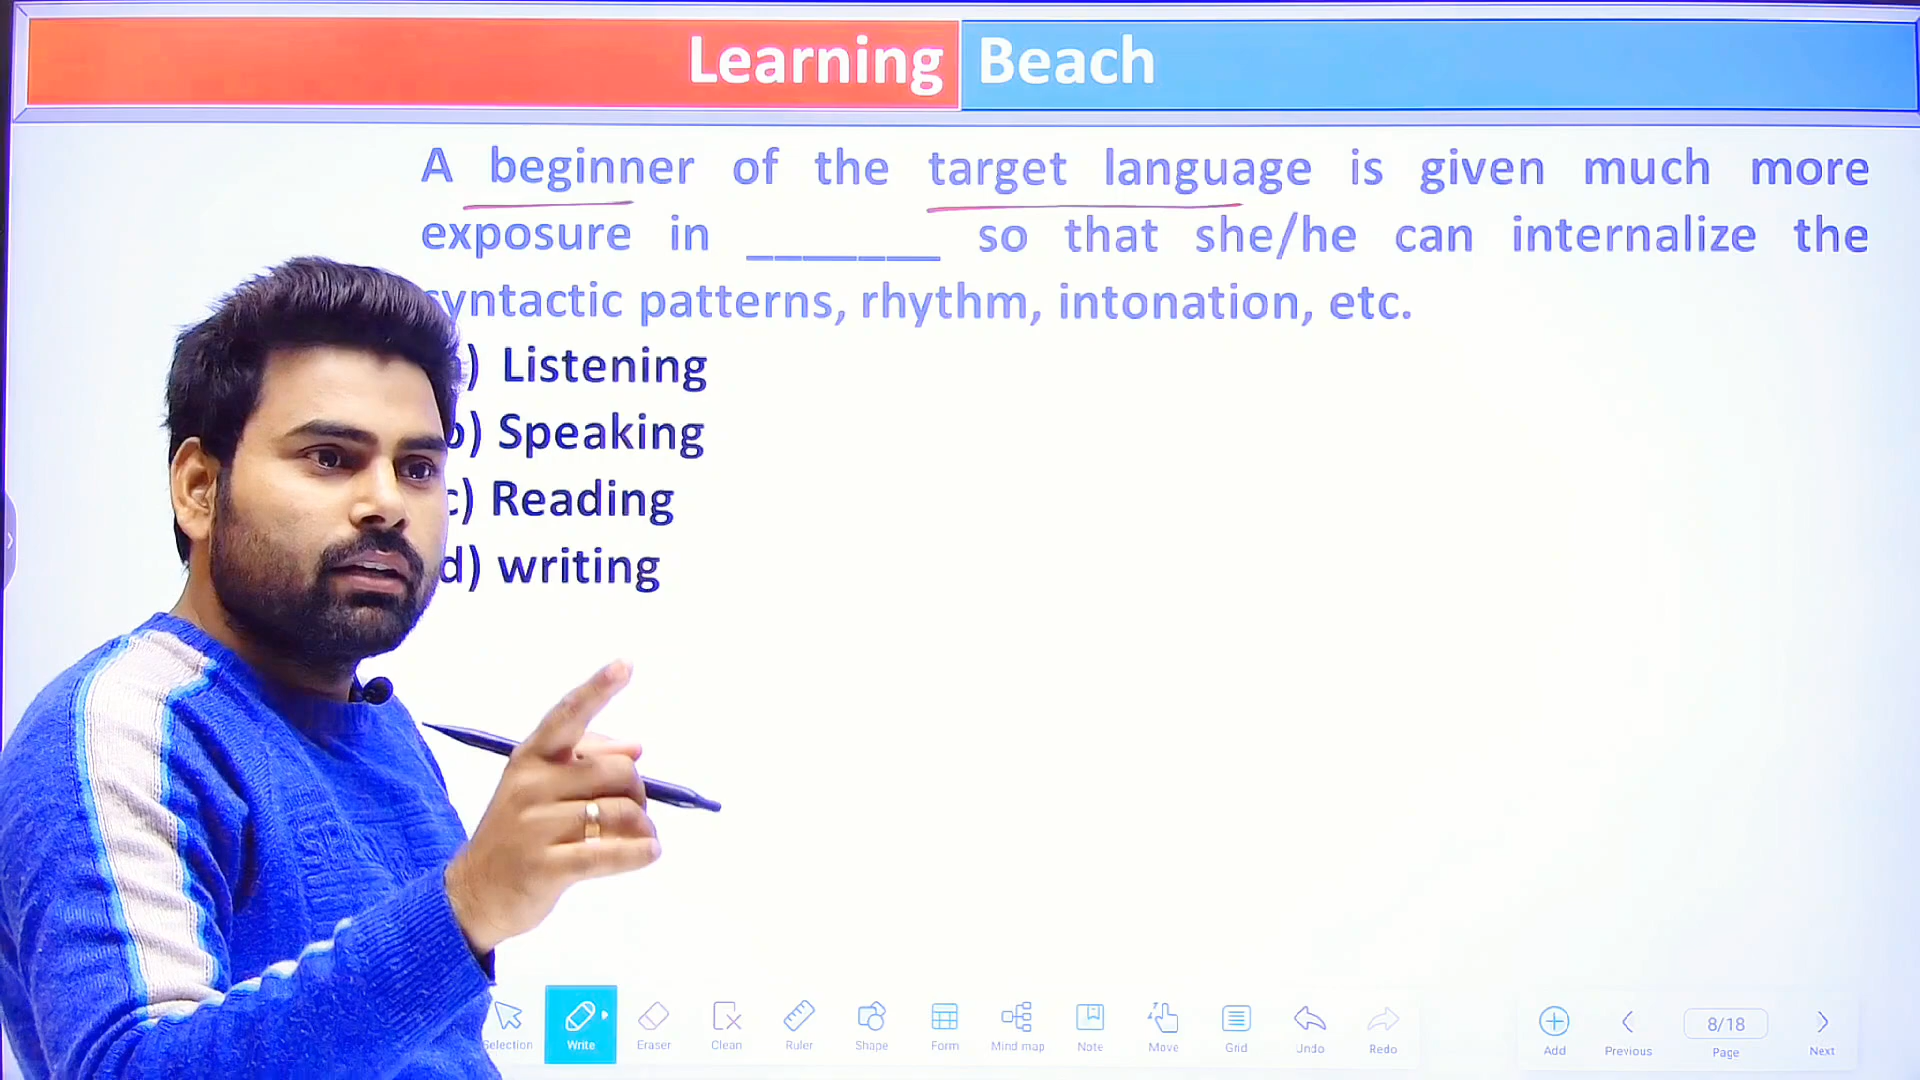 Learning Beach
A beginner of the target language is given much more
exposure in _______ so that she/he can internalize the
syntactic patterns, rhythm, intonation, etc.
) Listening
b) Speaking
c) Reading
d) writing
Selection Write Eraser Clean Ruler Shape Form Mind map Note Move Grid Undo Redo Add Previous 8/18 Page Next